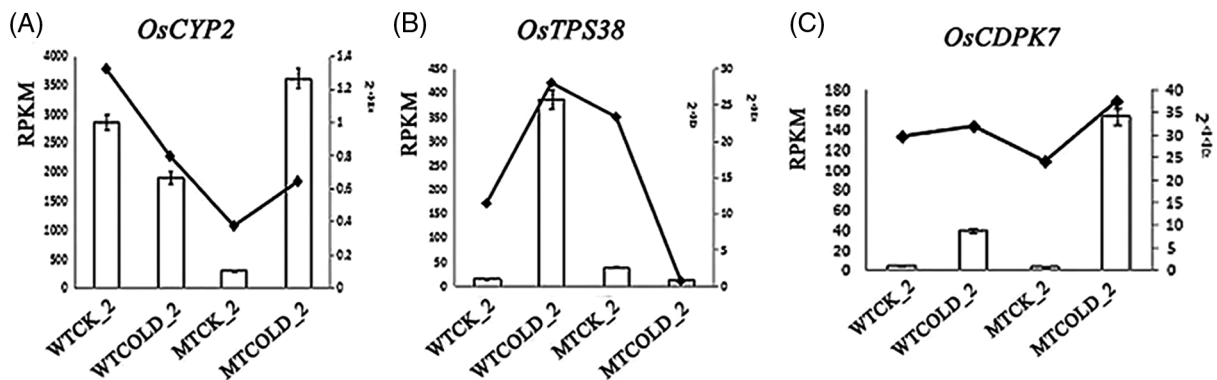 (A)
OsCYP2
RPKM
4000
3500
3000
2500
2000
1500
1000
500
0
1.4
1.2
1
0.8
0.6
0.4
0.2
0
WTCK_2
WTCOLD_2
MTCK_2
MTCOLD_2
(B)
OsTPS38
RPKM
450
400
350
300
250
200
150
100
50
0
30
25
20
15
10
5
0
WTCK_2
WTCOLD_2
MTCK_2
MTCOLD_2
(C)
OsCDPK7
RPKM
180
160
140
120
100
80
60
40
20
0
40
35
30
25
20
15
10
5
0
WTCK_2
WTCOLD_2
MTCK_2
MTCOLD_2